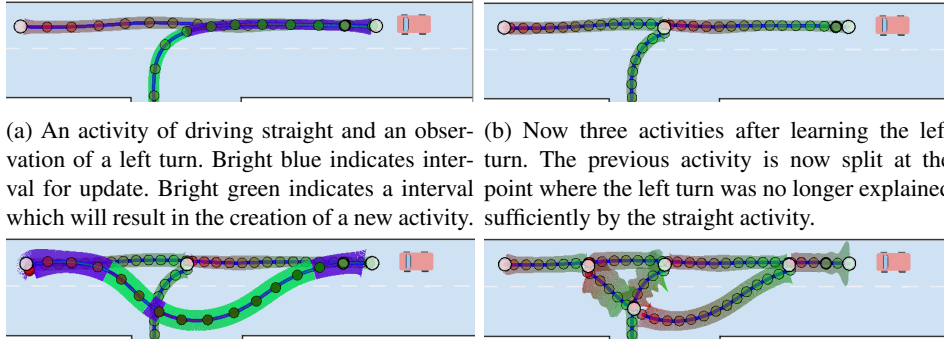 (a) An activity of driving straight and an obser-
vation of a left turn. Bright blue indicates inter-
val for update. Bright green indicates a interval
which will result in the creation of a new activity.
(b) Now three activities after learning the left
turn. The previous activity is now split at the
point where the left turn was no longer explained
sufficiently by the straight activity.